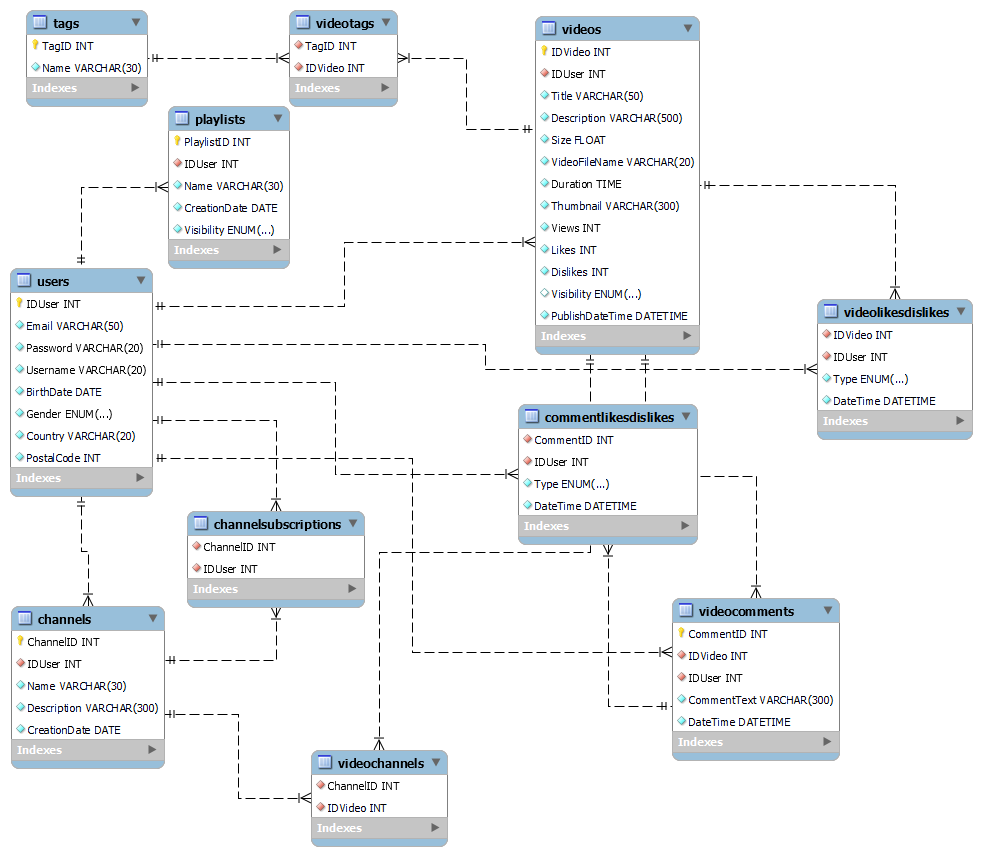 tags
TagID INT
Name VARCHAR(30)
Indexes
videotags
TagID INT
IDVideo INT
Indexes
videos
IDVideo INT
IDUser INT
Title VARCHAR(50)
Description VARCHAR(500)
Size FLOAT
VideoFileName VARCHAR(20)
Duration TIME
Thumbnail VARCHAR(300)
Views INT
Likes INT
Dislikes INT
Visibility ENUM(...)
PublishDateTime DATETIME
Indexes
playlists
PlaylistID INT
IDUser INT
Name VARCHAR(30)
CreationDate DATE
Visibility ENUM(...)
Indexes
users
IDUser INT
Email VARCHAR(50)
Password VARCHAR(20)
Username VARCHAR(20)
BirthDate DATE
Gender ENUM(...)
Country VARCHAR(20)
PostalCode INT
Indexes
videolikesdislikes
IDVideo INT
IDUser INT
Type ENUM(...)
DateTime DATETIME
Indexes
commentlikesdislikes
CommentID INT
IDUser INT
Type ENUM(...)
DateTime DATETIME
Indexes
channelsubscriptions
ChannelID INT
IDUser INT
Indexes
channels
ChannelID INT
IDUser INT
Name VARCHAR(30)
Description VARCHAR(300)
CreationDate DATE
Indexes
videocomments
CommentID INT
IDVideo INT
IDUser INT
CommentText VARCHAR(300)
DateTime DATETIME
Indexes
videochannels
ChannelID INT
IDVideo INT
Indexes